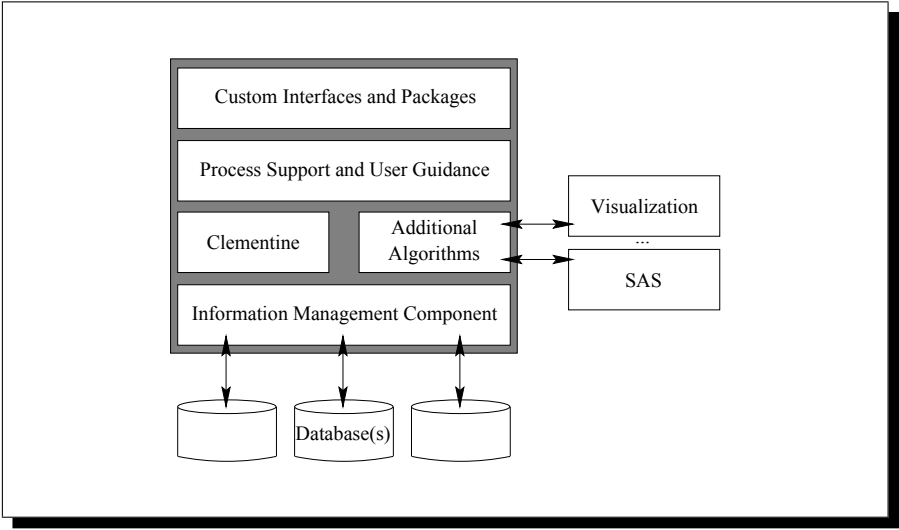 Custom Interfaces and Packages
Process Support and User Guidance
Clementine
Additional
Algorithms
Visualization
...
SAS
Information Management Component
Database(s)